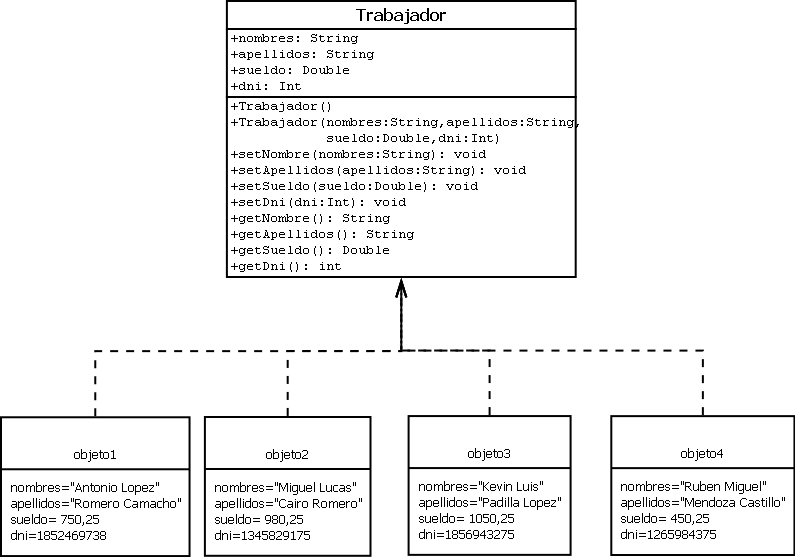 Trabajador
+nombres: String
+apellidos: String
+sueldo: Double
+dni: Int
+Trabajador()
+Trabajador(nombres:String,apellidos:String,
sueldo:Double,dni:Int)
+setNombre(nombres:String): void
+setApellidos(apellidos:String): void
+setSueldo(sueldo:Double): void
+setDni(dni:Int): void
+getNombre(): String
+getApellidos(): String
+getSueldo(): Double
+getDni(): int
objeto1
nombres="Antonio Lopez"
apellidos="Romero Camacho"
sueldo= 750,25
dni=1852469738
objeto2
nombres="Miguel Lucas"
apellidos="Cairo Romero"
sueldo= 980,25
dni=1345829175
objeto3
nombres="Kevin Luis"
apellidos="Padilla Lopez"
sueldo= 1050,25
dni=1856943275
objeto4
nombres="Ruben Miguel"
apellidos="Mendoza Castillo"
sueldo= 450,25
dni=1265984375